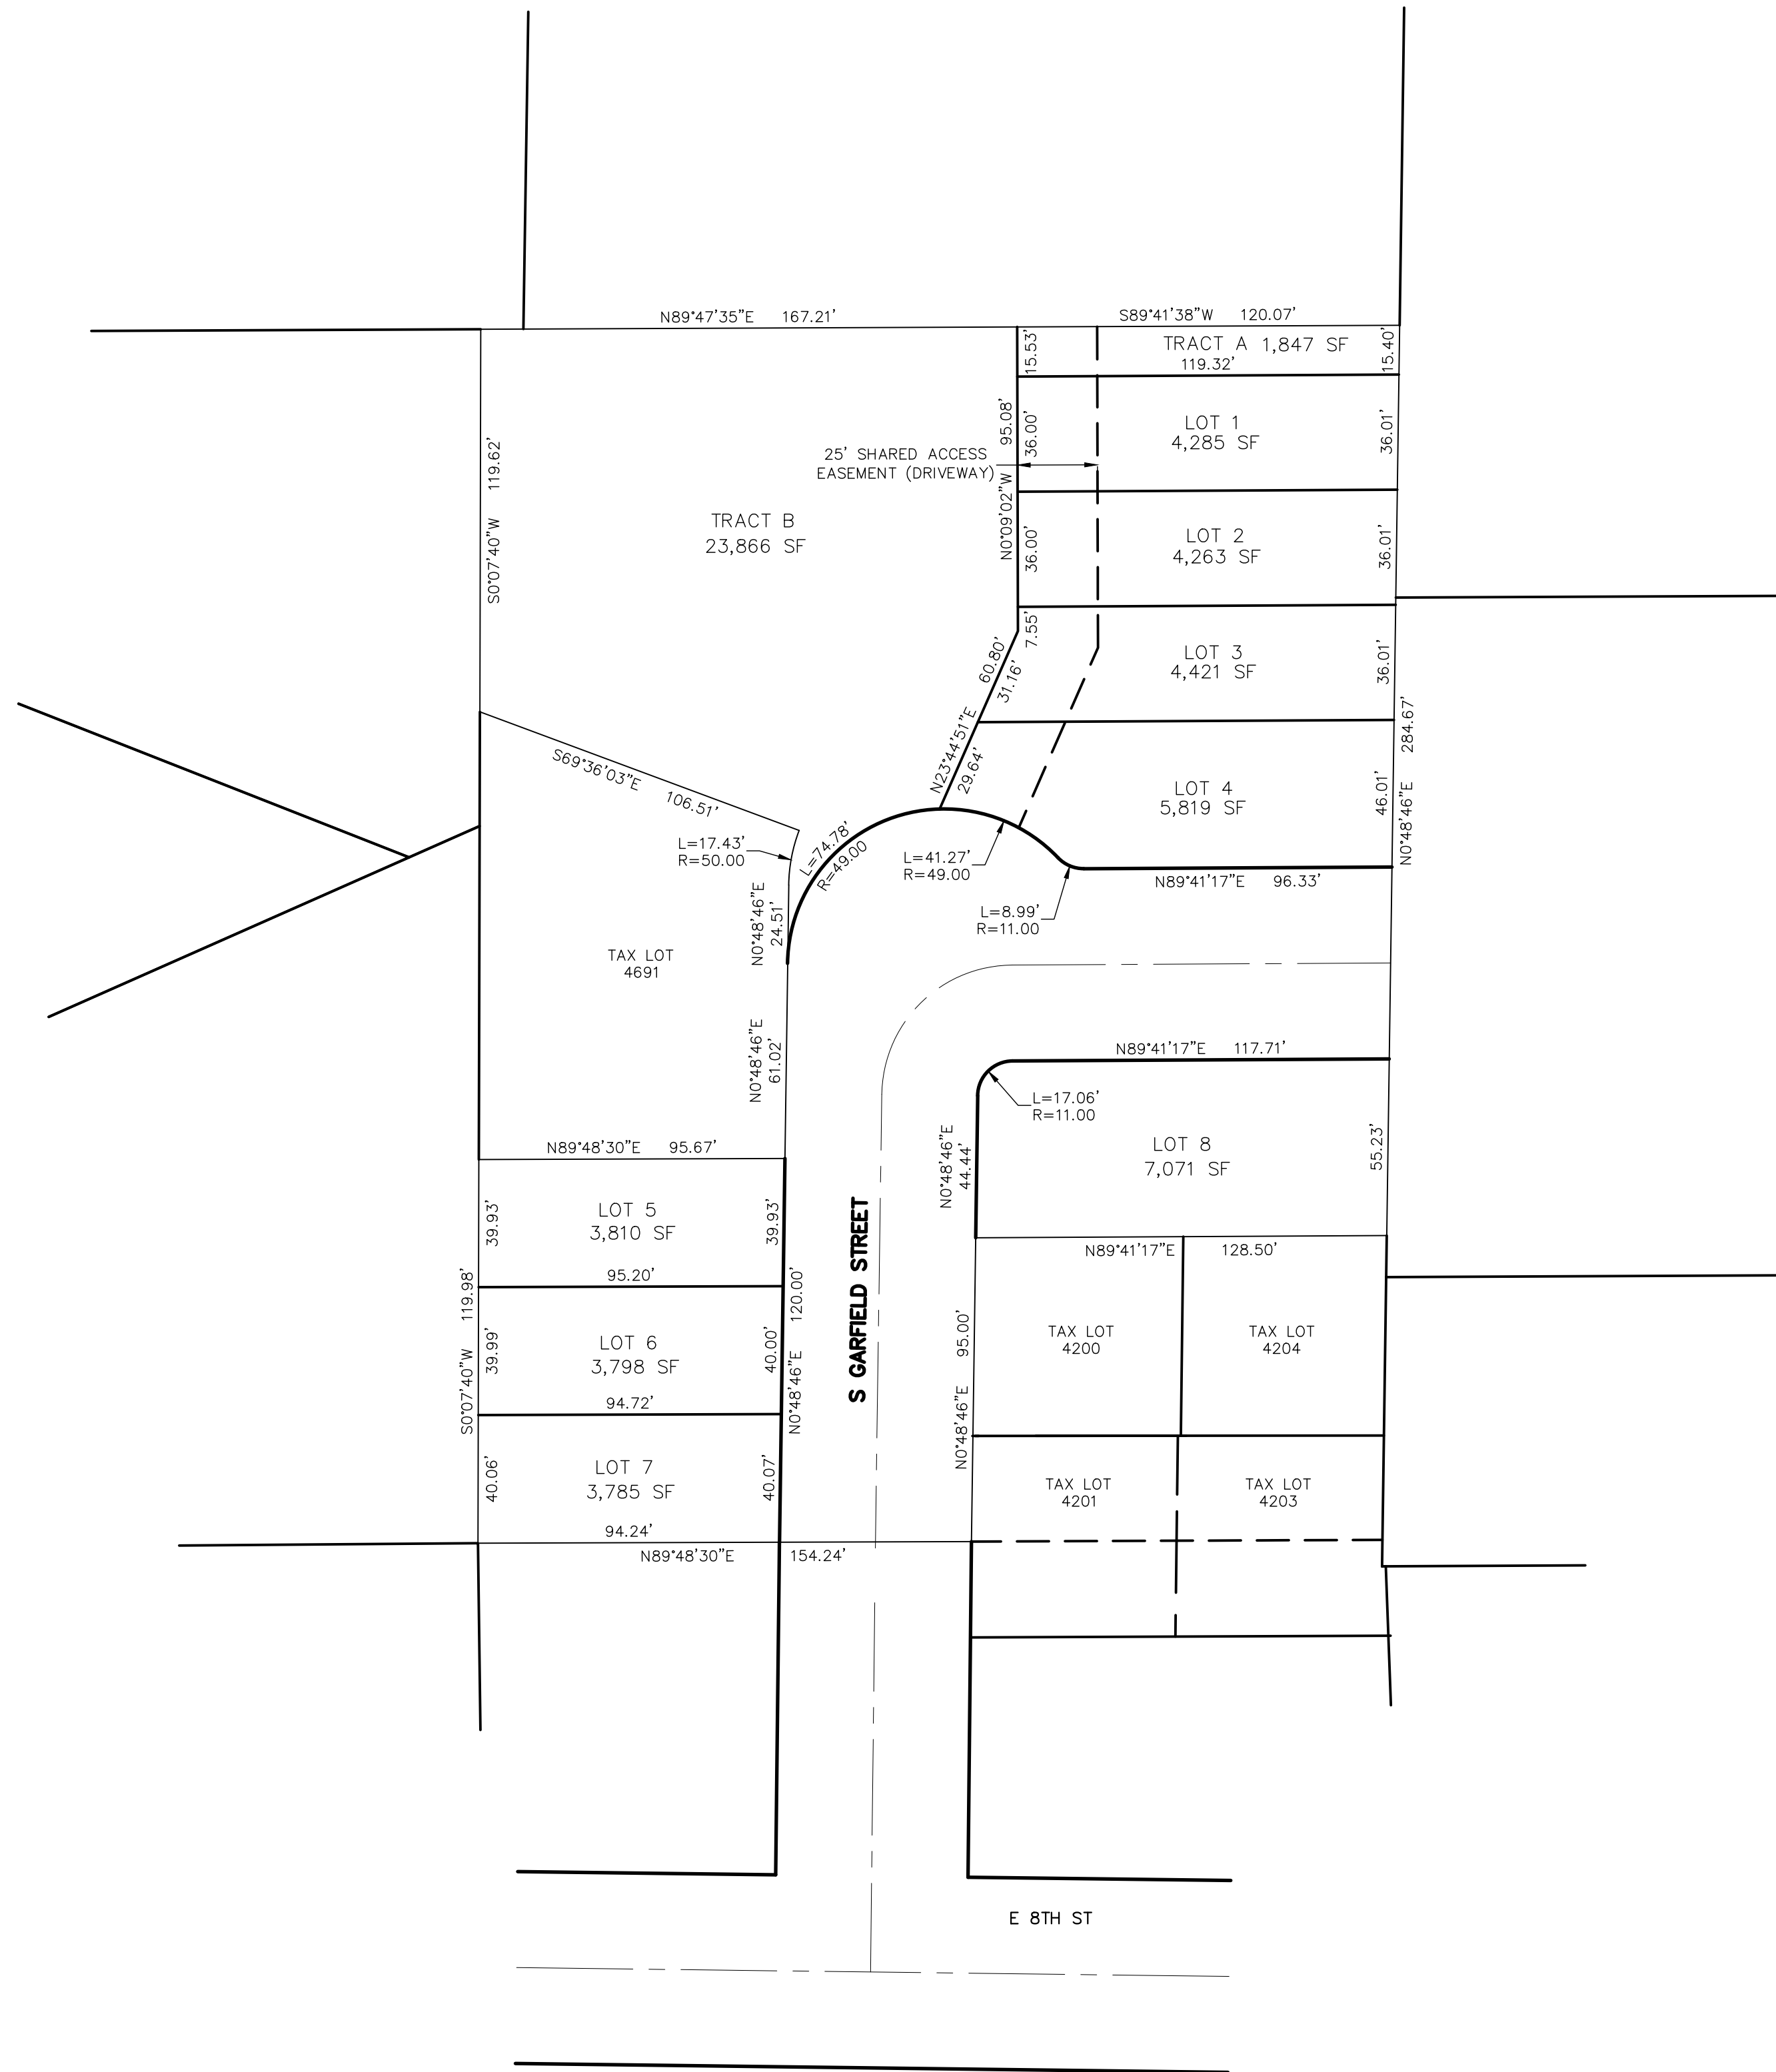 N89°47'35"E 167.21'
S89°41'38"W 120.07'
15.53'
TRACT A 1,847 SF
119.32'
15.40'
S0°07'40"W 119.62'
TRACT B
23,866 SF
25' SHARED ACCESS
EASEMENT (DRIVEWAY)
N0°09'02"W 95.08'
36.00'
LOT 1
4,285 SF
36.01'
36.00'
LOT 2
4,263 SF
36.01'
7.55'
LOT 3
4,421 SF
36.01'
N23°44'51"E 60.80'
31.16'
29.64'
LOT 4
5,819 SF
46.01'
N0°48'46"E 284.67'
S69°36'03"E 106.51'
L=17.43'
R=50.00
L=74.78'
R=49.00
L=41.27'
R=49.00
L=8.99'
R=11.00
N89°41'17"E 96.33'
N0°48'46"E
24.51'
TAX LOT
4691
N0°48'46"E
61.02'
N89°41'17"E 117.71'
L=17.06'
R=11.00
N0°48'46"E
44.44'
LOT 8
7,071 SF
55.23'
N89°48'30"E 95.67'
39.93'
LOT 5
3,810 SF
39.93'
95.20'
S0°07'40"W 119.98'
39.99'
LOT 6
3,798 SF
40.00'
94.72'
N0°48'46"E 120.00'
40.06'
LOT 7
3,785 SF
40.07'
94.24'
N89°48'30"E 154.24'
S GARFIELD STREET
N89°41'17"E 128.50'
N0°48'46"E 95.00'
TAX LOT
4200
TAX LOT
4204
TAX LOT
4201
TAX LOT
4203
E 8TH ST